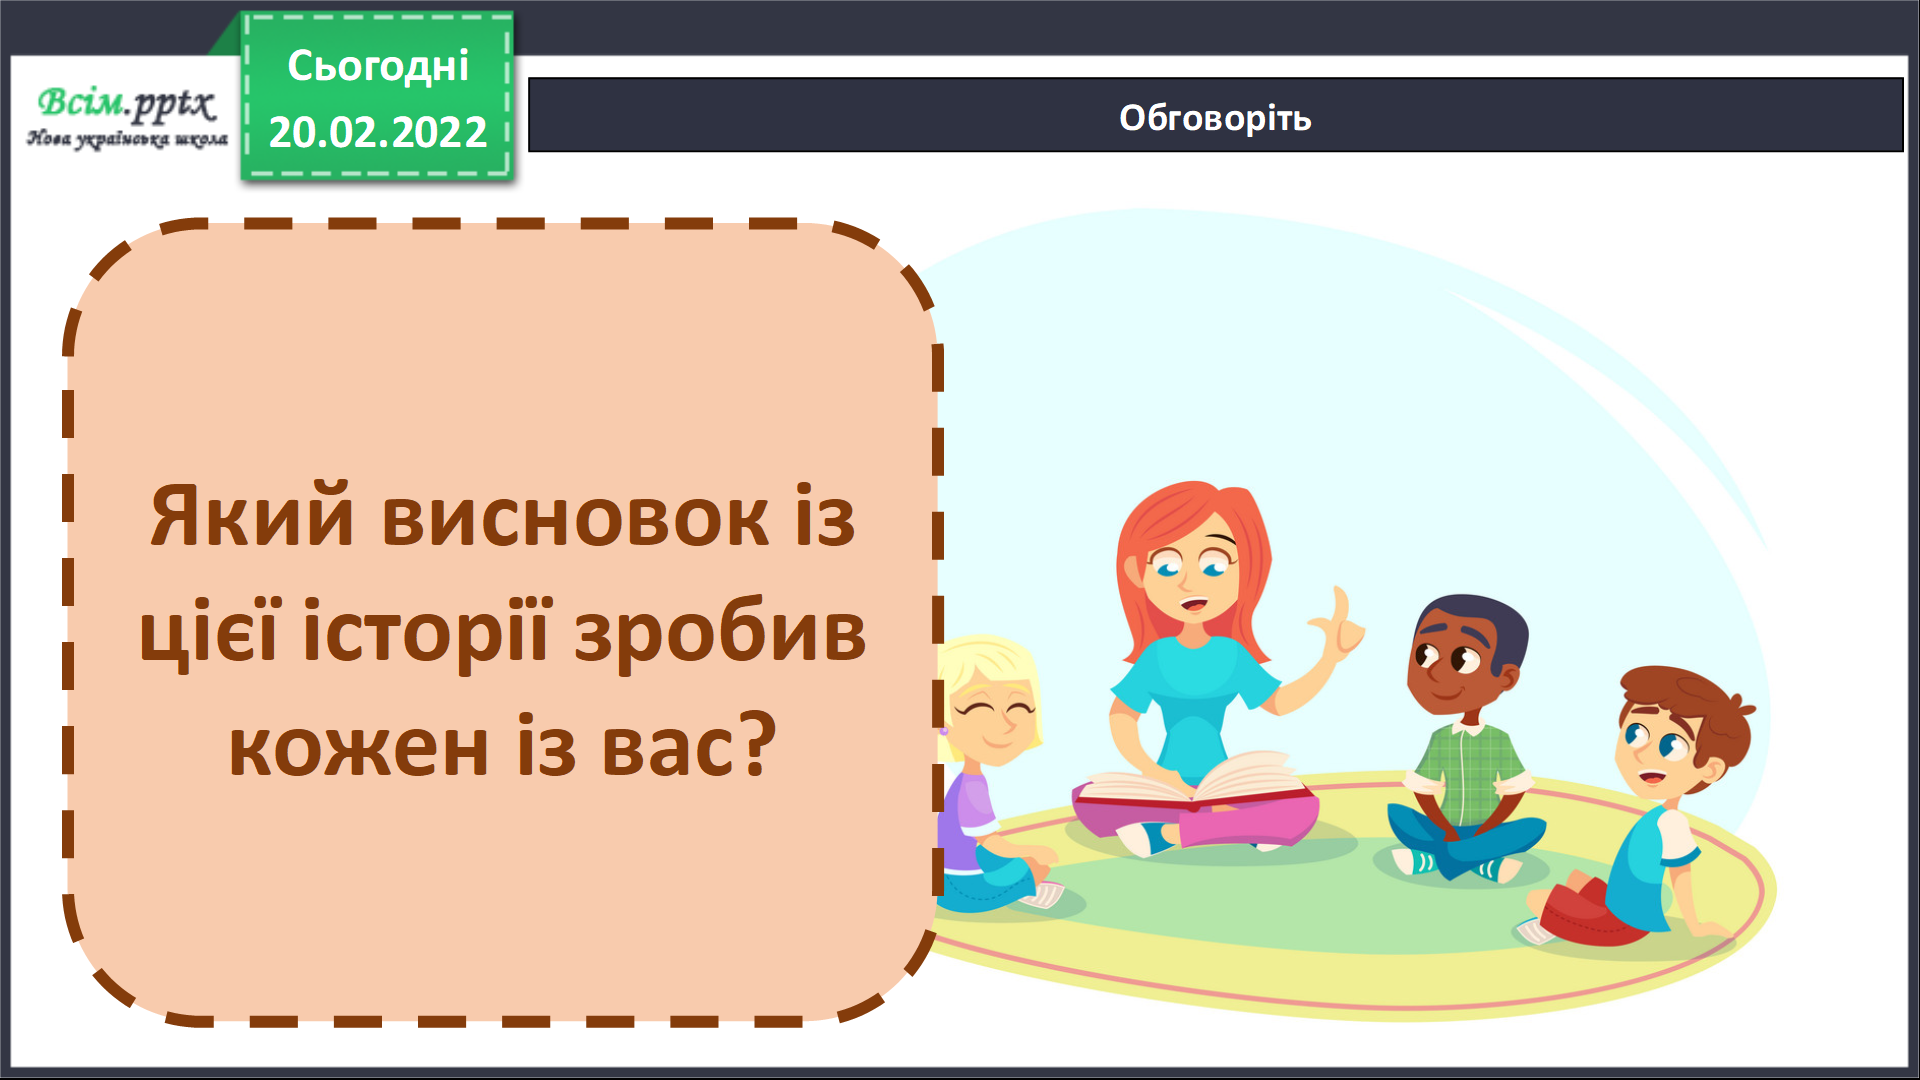 Всім.pptx
Нова українська школа
Сьогодні
20.02.2022
Обговоріть
Який висновок із
цієї історії зробив
кожен із вас?